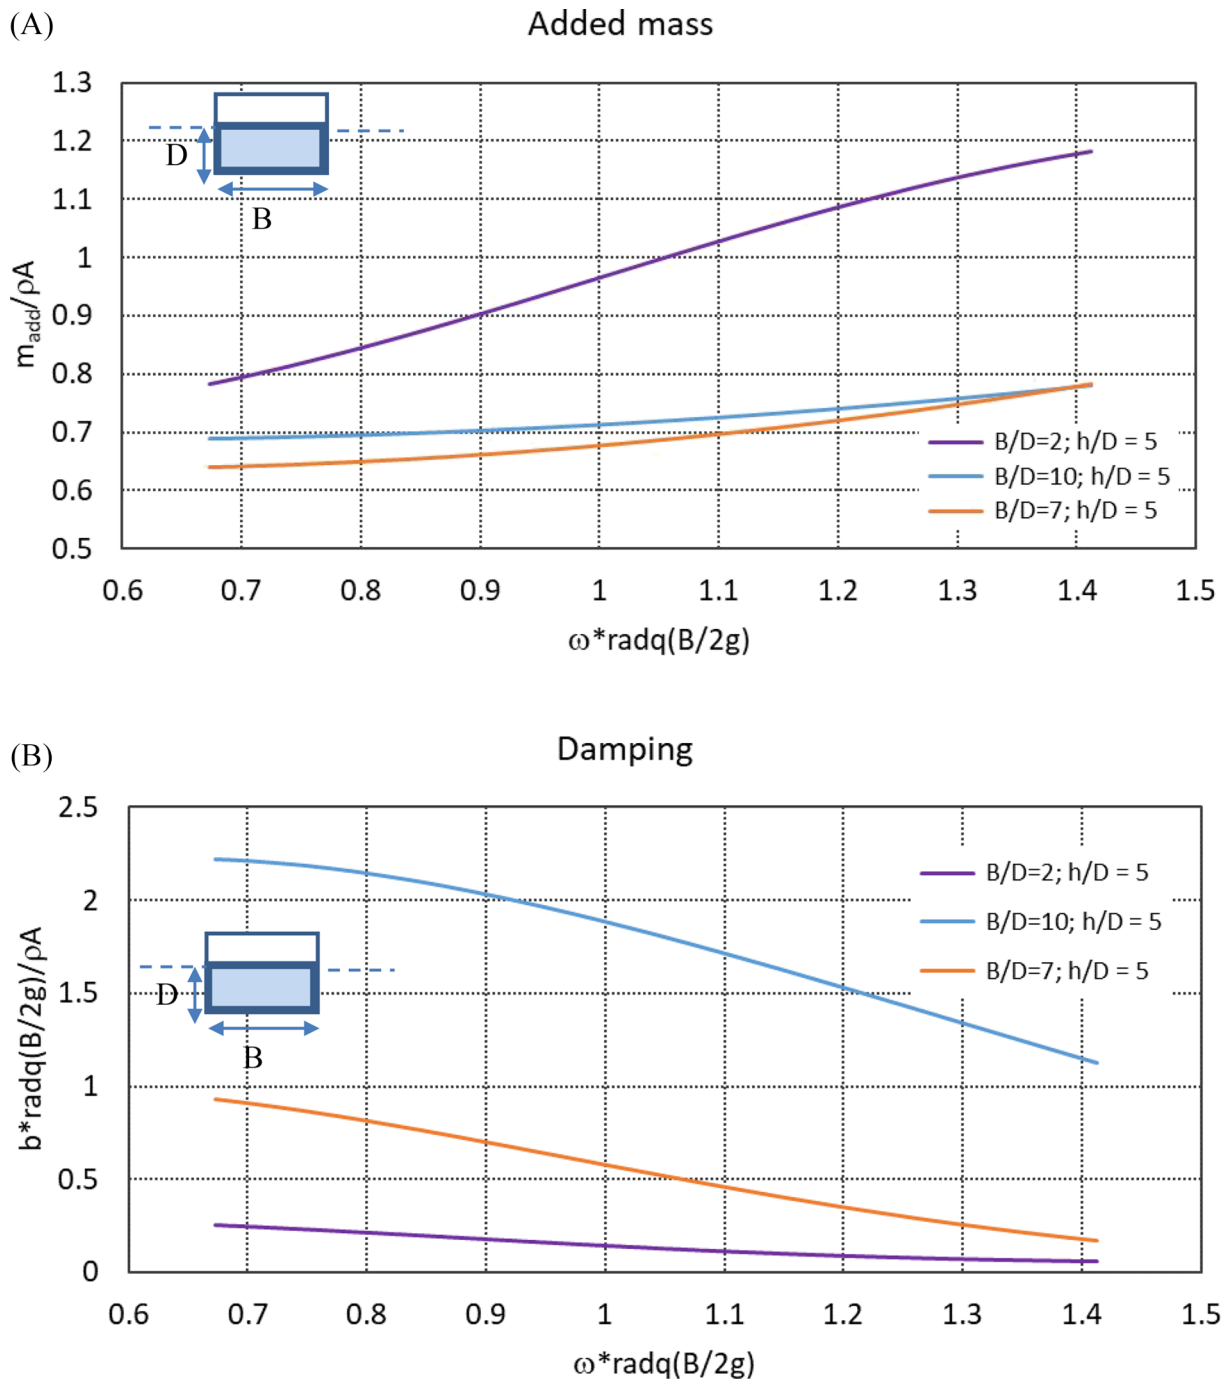 (A)
Added mass
1.3
1.2
1.1
1
0.9
0.8
0.7
0.6
0.5
m_add/ρA
D
B
B/D=2; h/D = 5
B/D=10; h/D = 5
B/D=7; h/D = 5
0.6 0.7 0.8 0.9 1 1.1 1.2 1.3 1.4 1.5
ω*radq(B/2g)
(B)
Damping
2.5
2
1.5
1
0.5
0
b*radq(B/2g)/ρA
D
B
B/D=2; h/D = 5
B/D=10; h/D = 5
B/D=7; h/D = 5
0.6 0.7 0.8 0.9 1 1.1 1.2 1.3 1.4 1.5
ω*radq(B/2g)